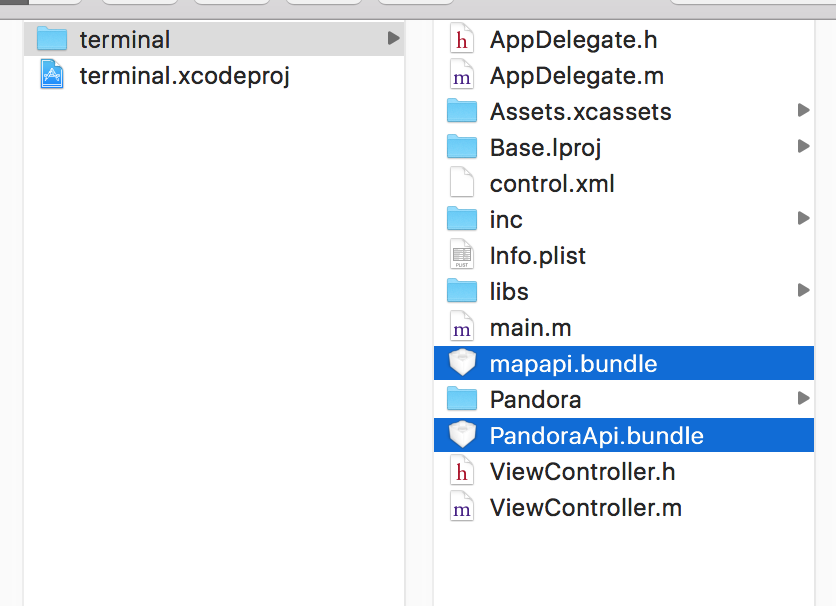 terminal
terminal.xcodeproj
AppDelegate.h
AppDelegate.m
Assets.xcassets
Base.lproj
control.xml
inc
Info.plist
libs
main.m
mapapi.bundle
Pandora
PandoraApi.bundle
ViewController.h
ViewController.m
h
m
PLIST
m
h
m